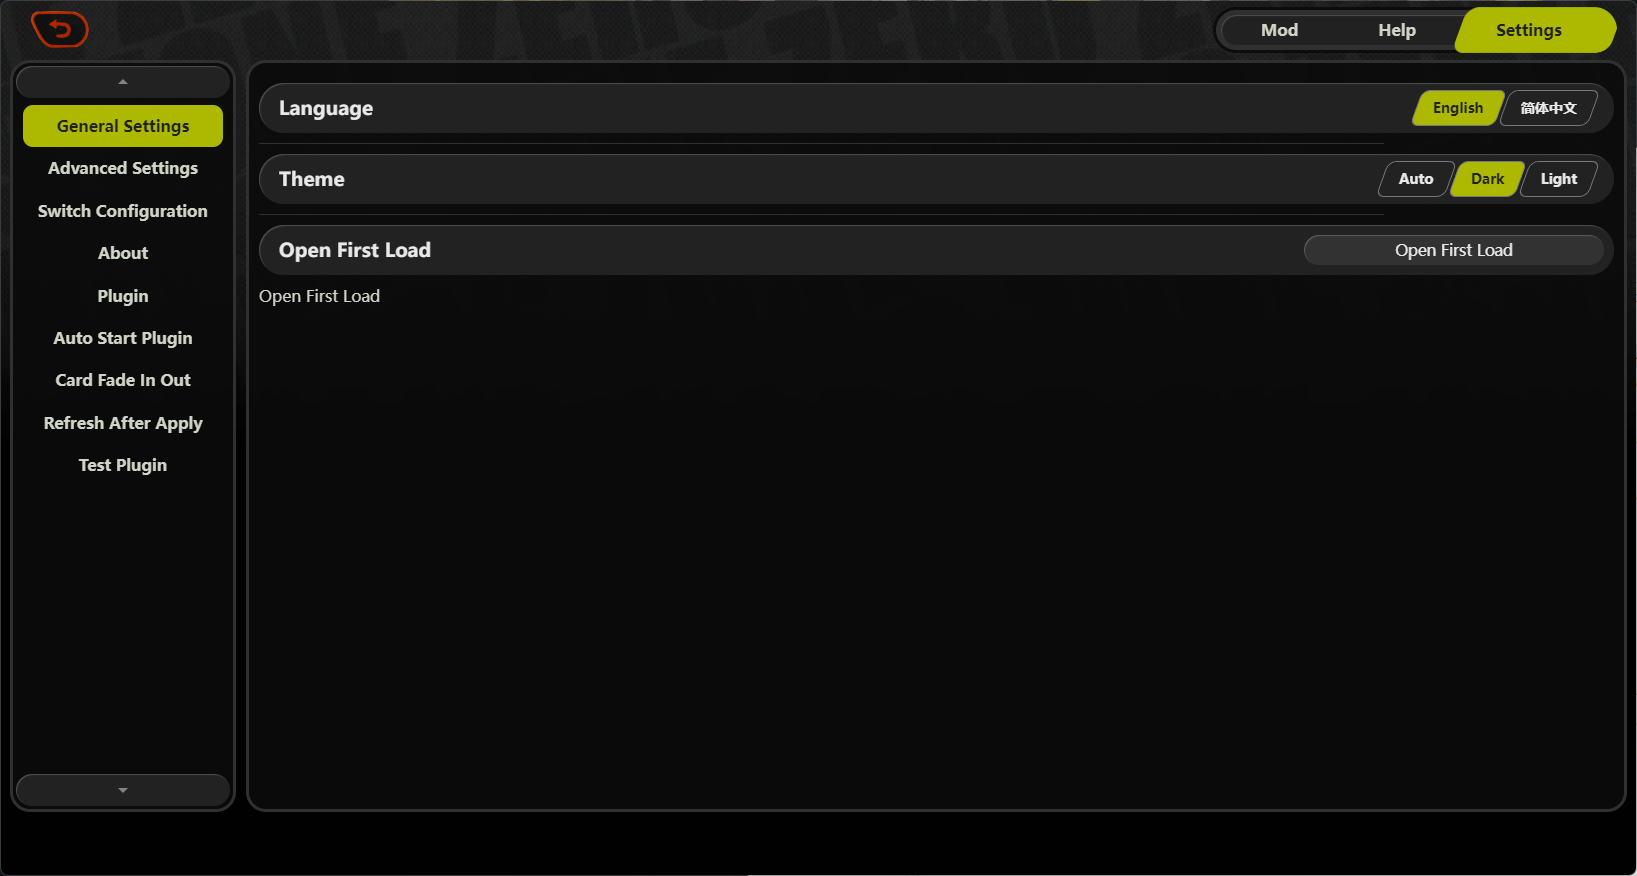 Mod
Help
Settings
General Settings
Advanced Settings
Switch Configuration
About
Plugin
Auto Start Plugin
Card Fade In Out
Refresh After Apply
Test Plugin
Language
English
简体中文
Theme
Auto
Dark
Light
Open First Load
Open First Load
Open First Load